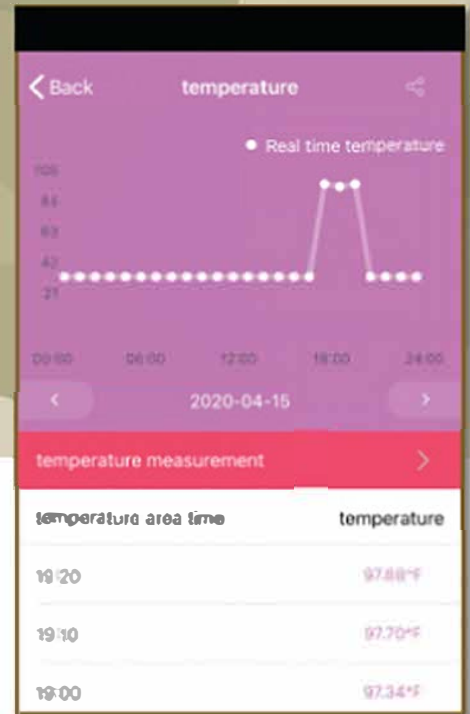 Back temperature
Real time temperature
105
84
63
42
21
00:00 06:00 12:00 18:00 24:00
2020-04-15
temperature measurement
temperature area time temperature
19:20
19:10 97.70°F
19:00 97.34°F